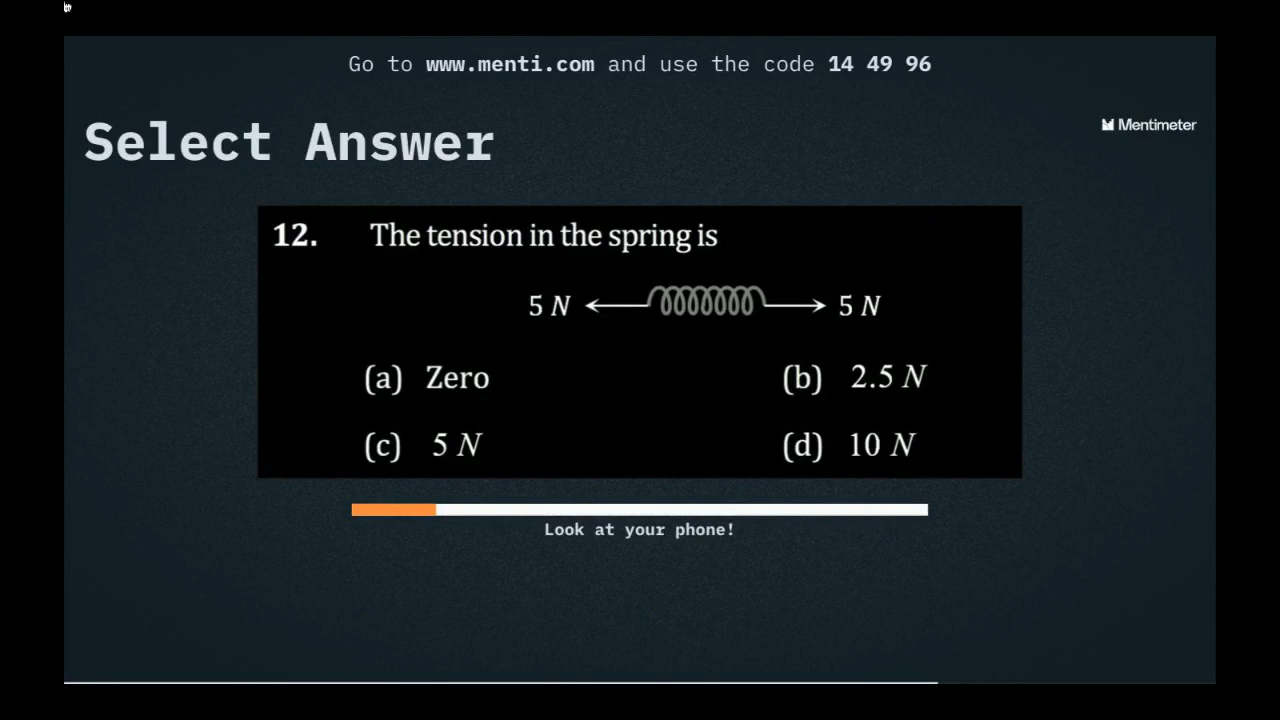 Go to www.menti.com and use the code 14 49 96
Select Answer
Mentimeter
12. The tension in the spring is
5 N 5 N
(a) Zero (b) 2.5 N
(c) 5 N (d) 10 N
Look at your phone!